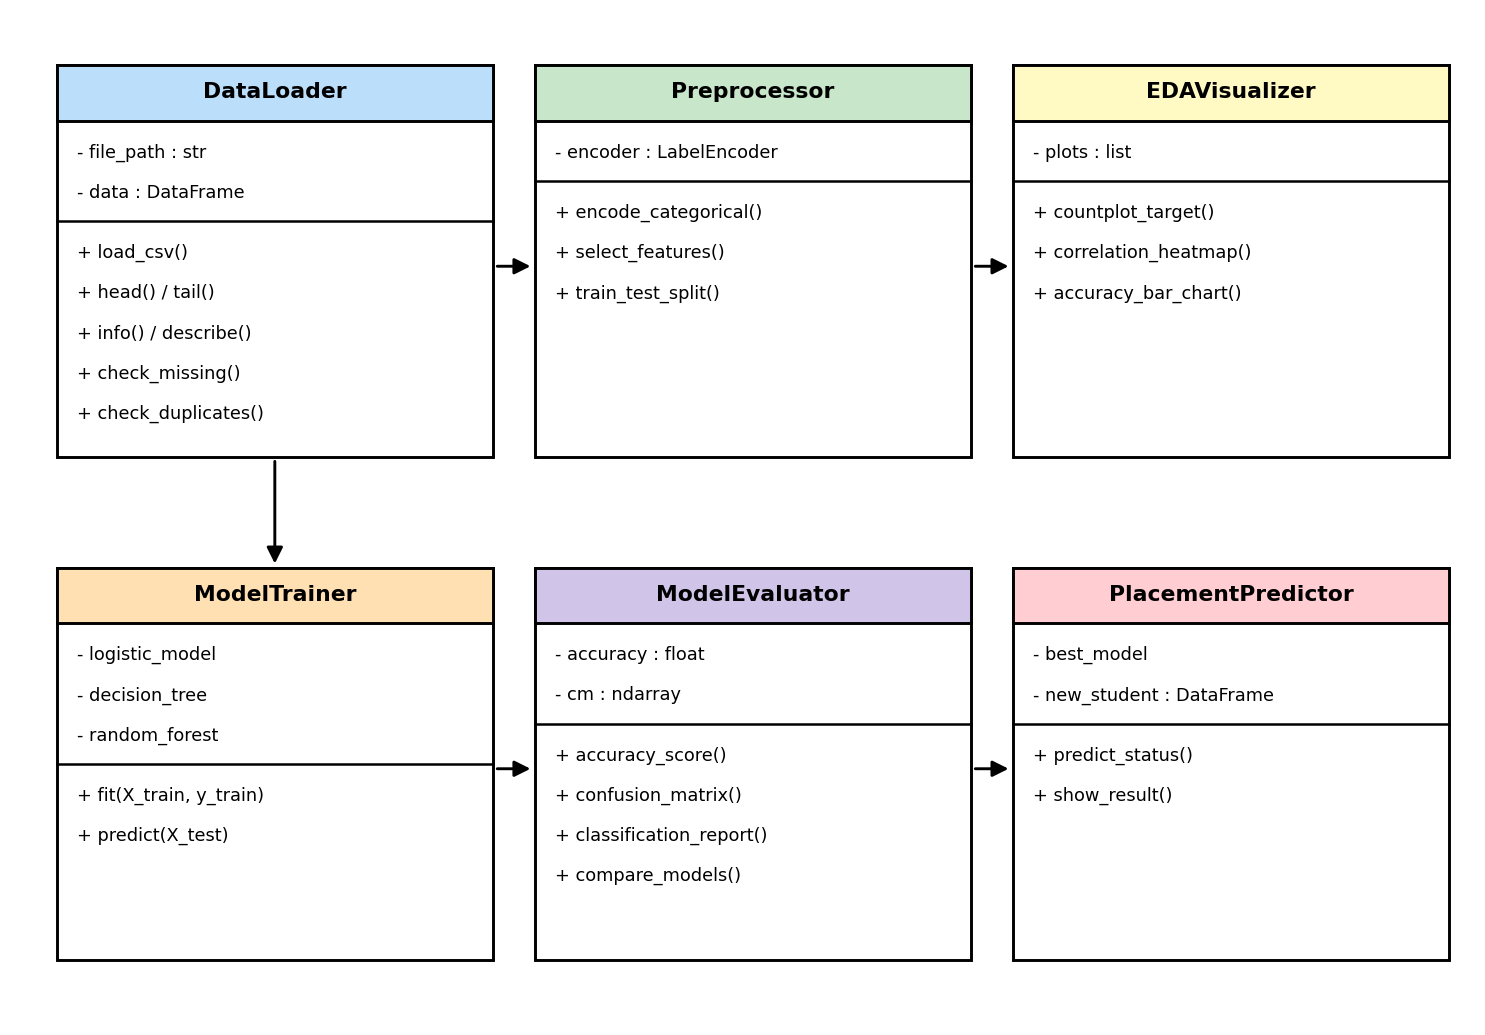 DataLoader
- file_path : str
- data : DataFrame
+ load_csv()
+ head() / tail()
+ info() / describe()
+ check_missing()
+ check_duplicates()
Preprocessor
- encoder : LabelEncoder
+ encode_categorical()
+ select_features()
+ train_test_split()
EDAVisualizer
- plots : list
+ countplot_target()
+ correlation_heatmap()
+ accuracy_bar_chart()
ModelTrainer
- logistic_model
- decision_tree
- random_forest
+ fit(X_train, y_train)
+ predict(X_test)
ModelEvaluator
- accuracy : float
- cm : ndarray
+ accuracy_score()
+ confusion_matrix()
+ classification_report()
+ compare_models()
PlacementPredictor
- best_model
- new_student : DataFrame
+ predict_status()
+ show_result()